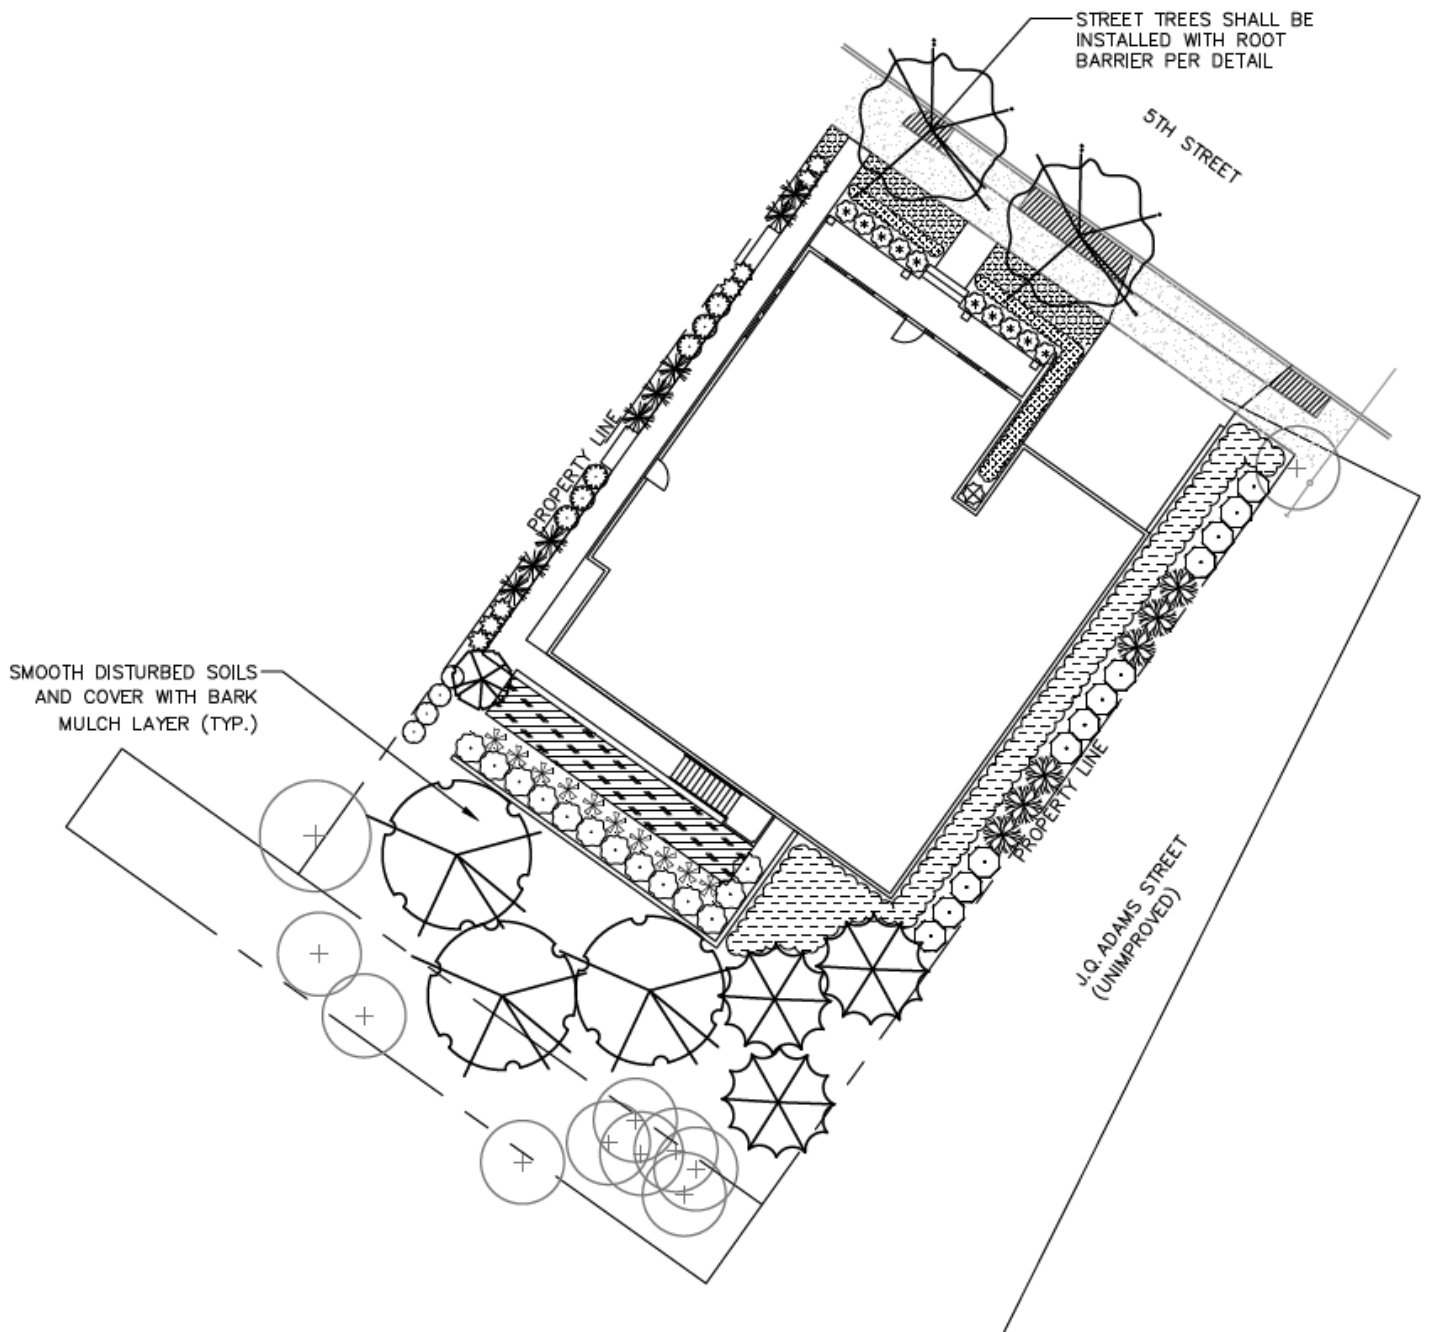 STREET TREES SHALL BE
INSTALLED WITH ROOT
BARRIER PER DETAIL
5TH STREET
PROPERTY LINE
SMOOTH DISTURBED SOILS
AND COVER WITH BARK
MULCH LAYER (TYP.)
PROPERTY LINE
J.Q. ADAMS STREET
(UNIMPROVED)